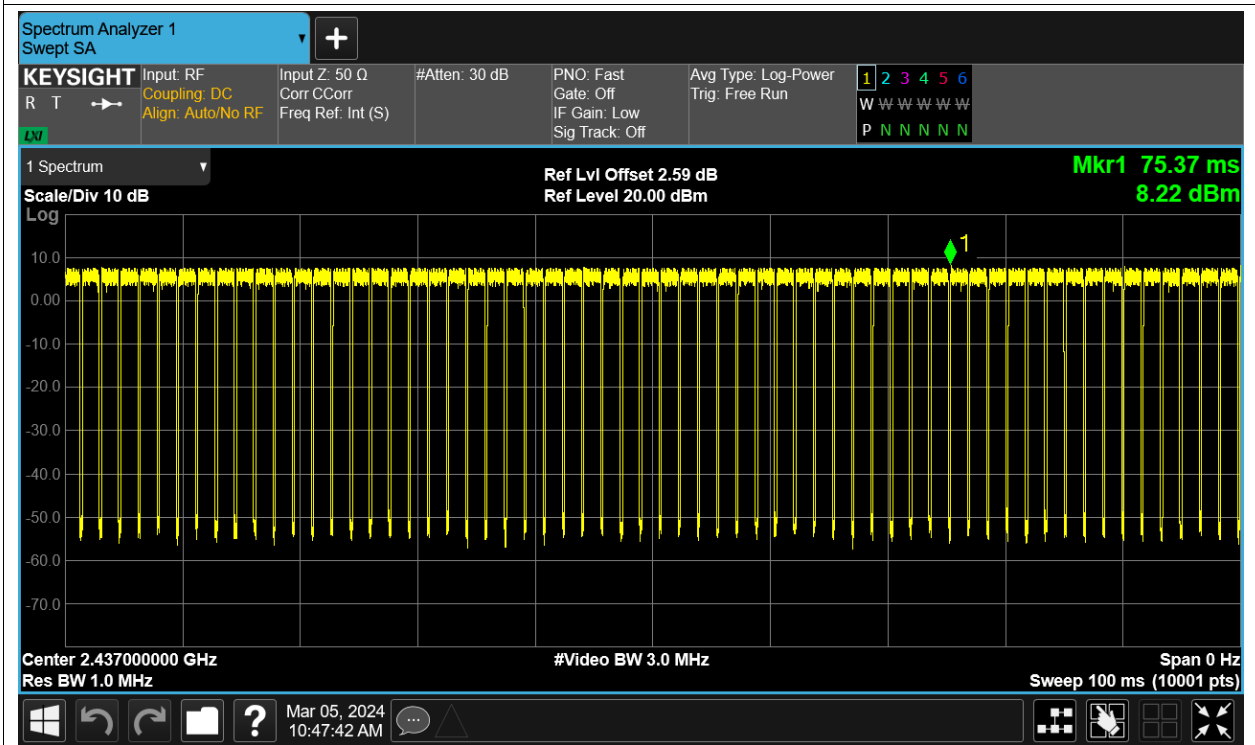 Spectrum Analyzer 1
Swept SA
KEYSIGHT
R T
LXI
Input: RF
Coupling: DC
Align: Auto/No RF
Input Z: 50 Ω
Corr CCorr
Freq Ref: Int (S)
#Atten: 30 dB
PNO: Fast
Gate: Off
IF Gain: Low
Sig Track: Off
Avg Type: Log-Power
Trig: Free Run
1 2 3 4 5 6
W W W W W W
P N N N N N
1 Spectrum
Scale/Div 10 dB
Ref Lvl Offset 2.59 dB
Ref Level 20.00 dBm
Mkr1 75.37 ms
8.22 dBm
Log
1
10.0
0.00
-10.0
-20.0
-30.0
-40.0
-50.0
-60.0
-70.0
Center 2.437000000 GHz
Res BW 1.0 MHz
#Video BW 3.0 MHz
Span 0 Hz
Sweep 100 ms (10001 pts)
?
Mar 05, 2024
10:47:42 AM